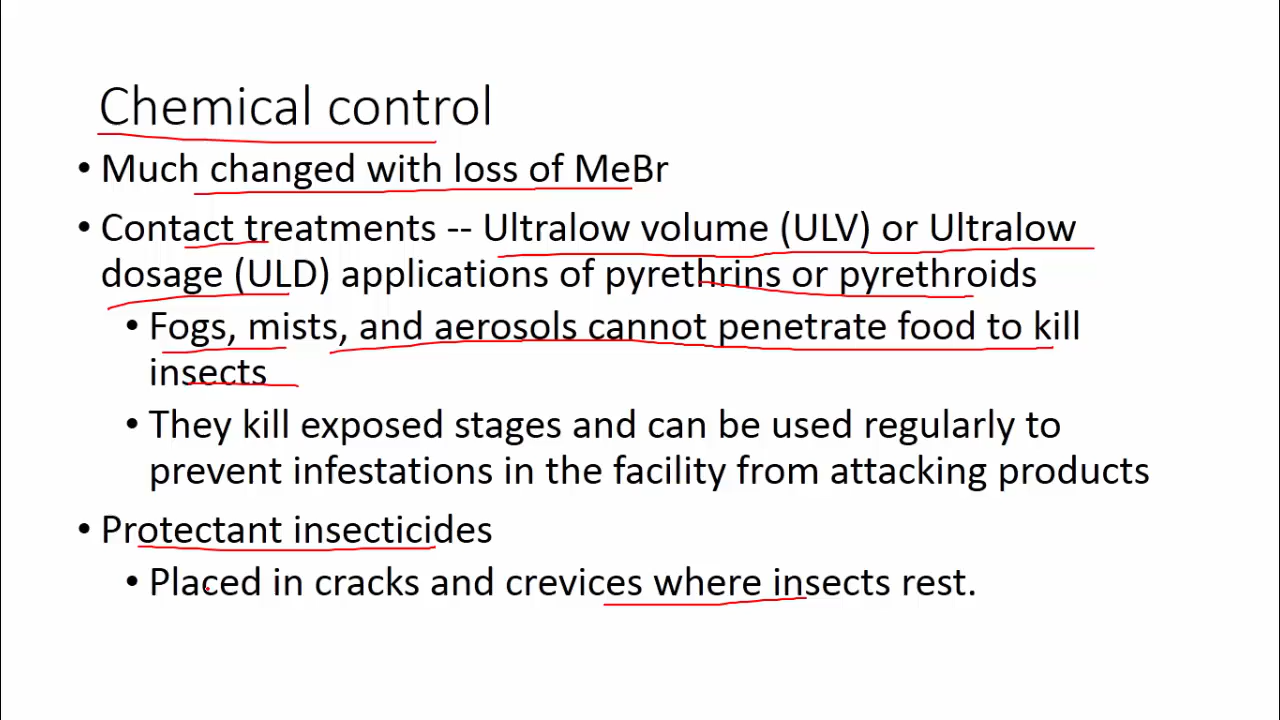 Chemical control
• Much changed with loss of MeBr
• Contact treatments -- Ultralow volume (ULV) or Ultralow
dosage (ULD) applications of pyrethrins or pyrethroids
• Fogs, mists, and aerosols cannot penetrate food to kill
insects
• They kill exposed stages and can be used regularly to
prevent infestations in the facility from attacking products
• Protectant insecticides
• Placed in cracks and crevices where insects rest.